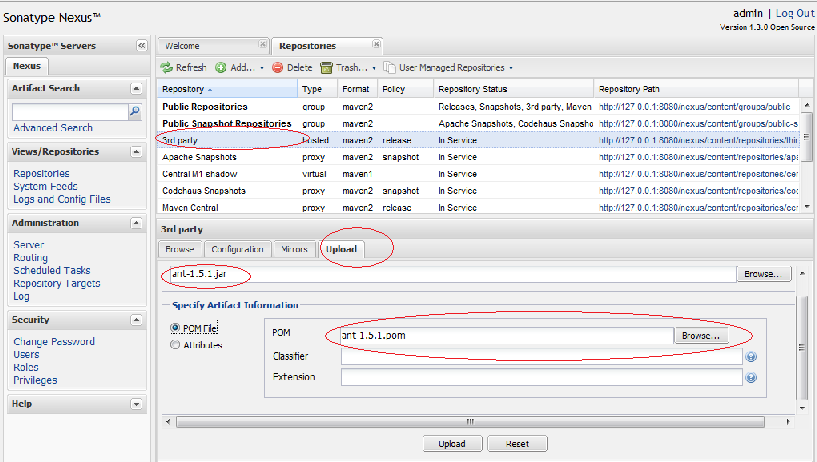 Sonatype Nexus™
admin | Log Out
Version 1.3.0 Open Source
Sonatype™ Servers
Nexus
Artifact Search
Advanced Search
Views/Repositories
Repositories
System Feeds
Logs and Config Files
Administration
Server
Routing
Scheduled Tasks
Repository Targets
Log
Security
Change Password
Users
Roles
Privileges
Help
Welcome Repositories
Refresh Add... Delete Trash... User Managed Repositories
Repository Type Format Policy Repository Status Repository Path
Public Repositories group maven2 Releases, Snapshots, 3rd party, Maven http://127.0.0.1:8080/nexus/content/groups/public
Public Snapshot Repositories group maven2 Apache Snapshots, Codehaus Snapshots http://127.0.0.1:8080/nexus/content/groups/public-s
3rd party hosted maven2 release In Service http://127.0.0.1:8080/nexus/content/repositories/thir
Apache Snapshots proxy maven2 snapshot In Service http://127.0.0.1:8080/nexus/content/repositories/apa
Central M1 shadow virtual maven1 In Service http://127.0.0.1:8080/nexus/content/repositories/cen
Codehaus Snapshots proxy maven2 snapshot In Service http://127.0.0.1:8080/nexus/content/repositories/cod
Maven Central proxy maven2 release In Service http://127.0.0.1:8080/nexus/content/repositories/cen
3rd party
Browse Configuration Mirrors Upload
ant-1.5.1.jar Browse...
Specify Artifact Information
POM File
Attributes
POM ant-1.5.1.pom Browse...
Classifier
Extension
Upload Reset